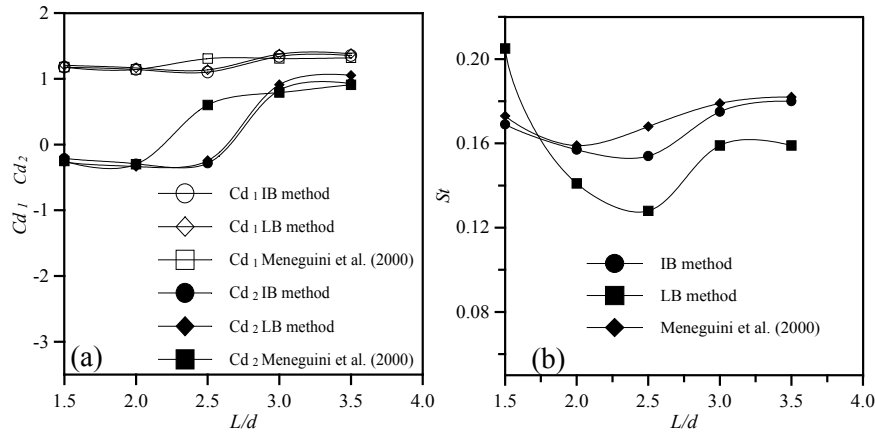 2
1
0
-1
-2
-3
Cd 1 Cd 2
Cd 1 IB method
Cd 1 LB method
Cd 1 Meneguini et al. (2000)
Cd 2 IB method
Cd 2 LB method
Cd 2 Meneguini et al. (2000)
(a)
1.5 2.0 2.5 3.0 3.5 4.0
L/d
0.20
0.16
0.12
0.08
St
IB method
LB method
Meneguini et al. (2000)
(b)
1.5 2.0 2.5 3.0 3.5 4.0
L/d